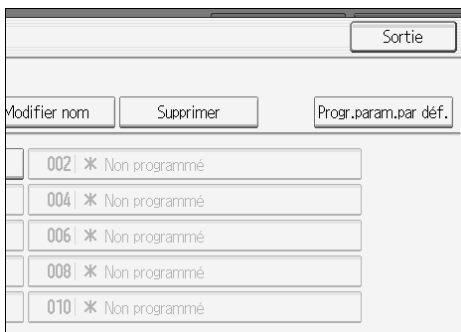 Sortie
Modifier nom Supprimer Progr.param.par déf.
002 * Non programmé
004 * Non programmé
006 * Non programmé
008 * Non programmé
010 * Non programmé